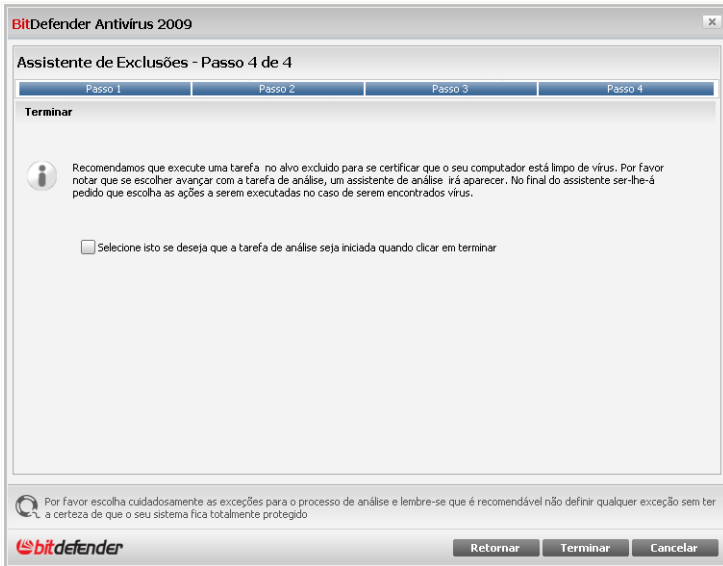 BitDefender Antivírus 2009
Assistente de Exclusões - Passo 4 de 4
Passo 1 Passo 2 Passo 3 Passo 4
Terminar
Recomendamos que execute uma tarefa no alvo excluido para se certificar que o seu computador está limpo de vírus. Por favor
notar que se escolher avançar com a tarefa de análise, um assistente de análise irá aparecer. No final do assistente ser-lhe-á
pedido que escolha as ações a serem executadas no caso de serem encontrados vírus.
Selecione isto se deseja que a tarefa de análise seja iniciada quando clicar em terminar
Por favor escolha cuidadosamente as exceções para o processo de análise e lembre-se que é recomendável não definir qualquer exceção sem ter
a certeza de que o seu sistema fica totalmente protegido
bitdefender Retornar Terminar Cancelar